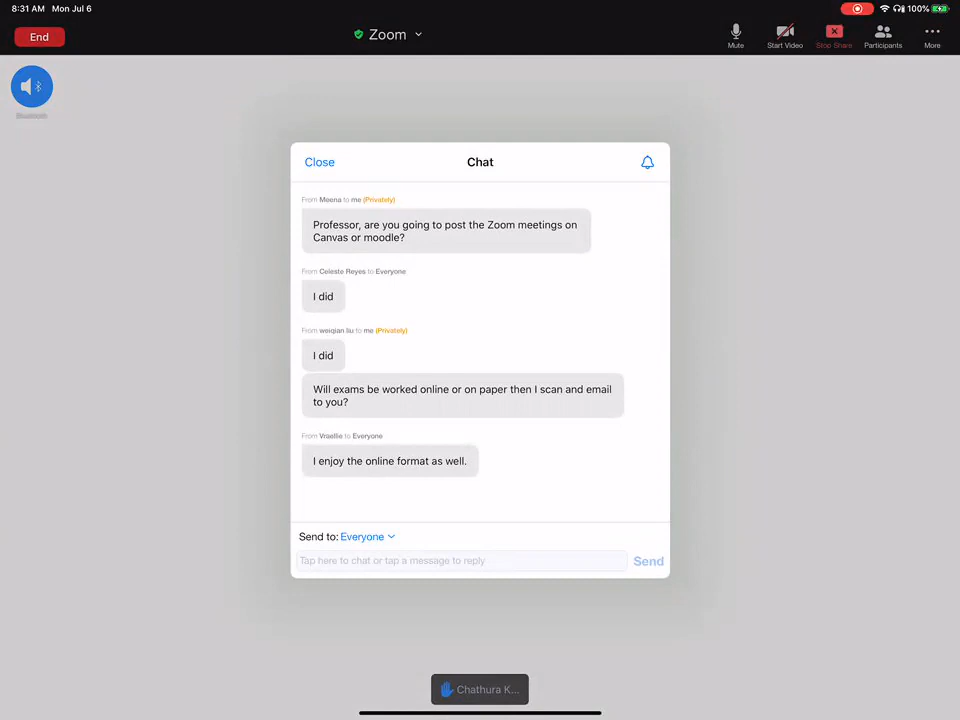 8:31 AM Mon Jul 6
100%
End
Zoom
Mute
Start Video
Stop Share
Participants
More
Bluetooth
Close
Chat
From Meena to me (Privately)
Professor, are you going to post the Zoom meetings on
Canvas or moodle?
From Celeste Reyes to Everyone
I did
From weiqian liu to me (Privately)
I did
Will exams be worked online or on paper then I scan and email
to you?
From Vraellie to Everyone
I enjoy the online format as well.
Send to: Everyone
Tap here to chat or tap a message to reply
Send
Chathura K...